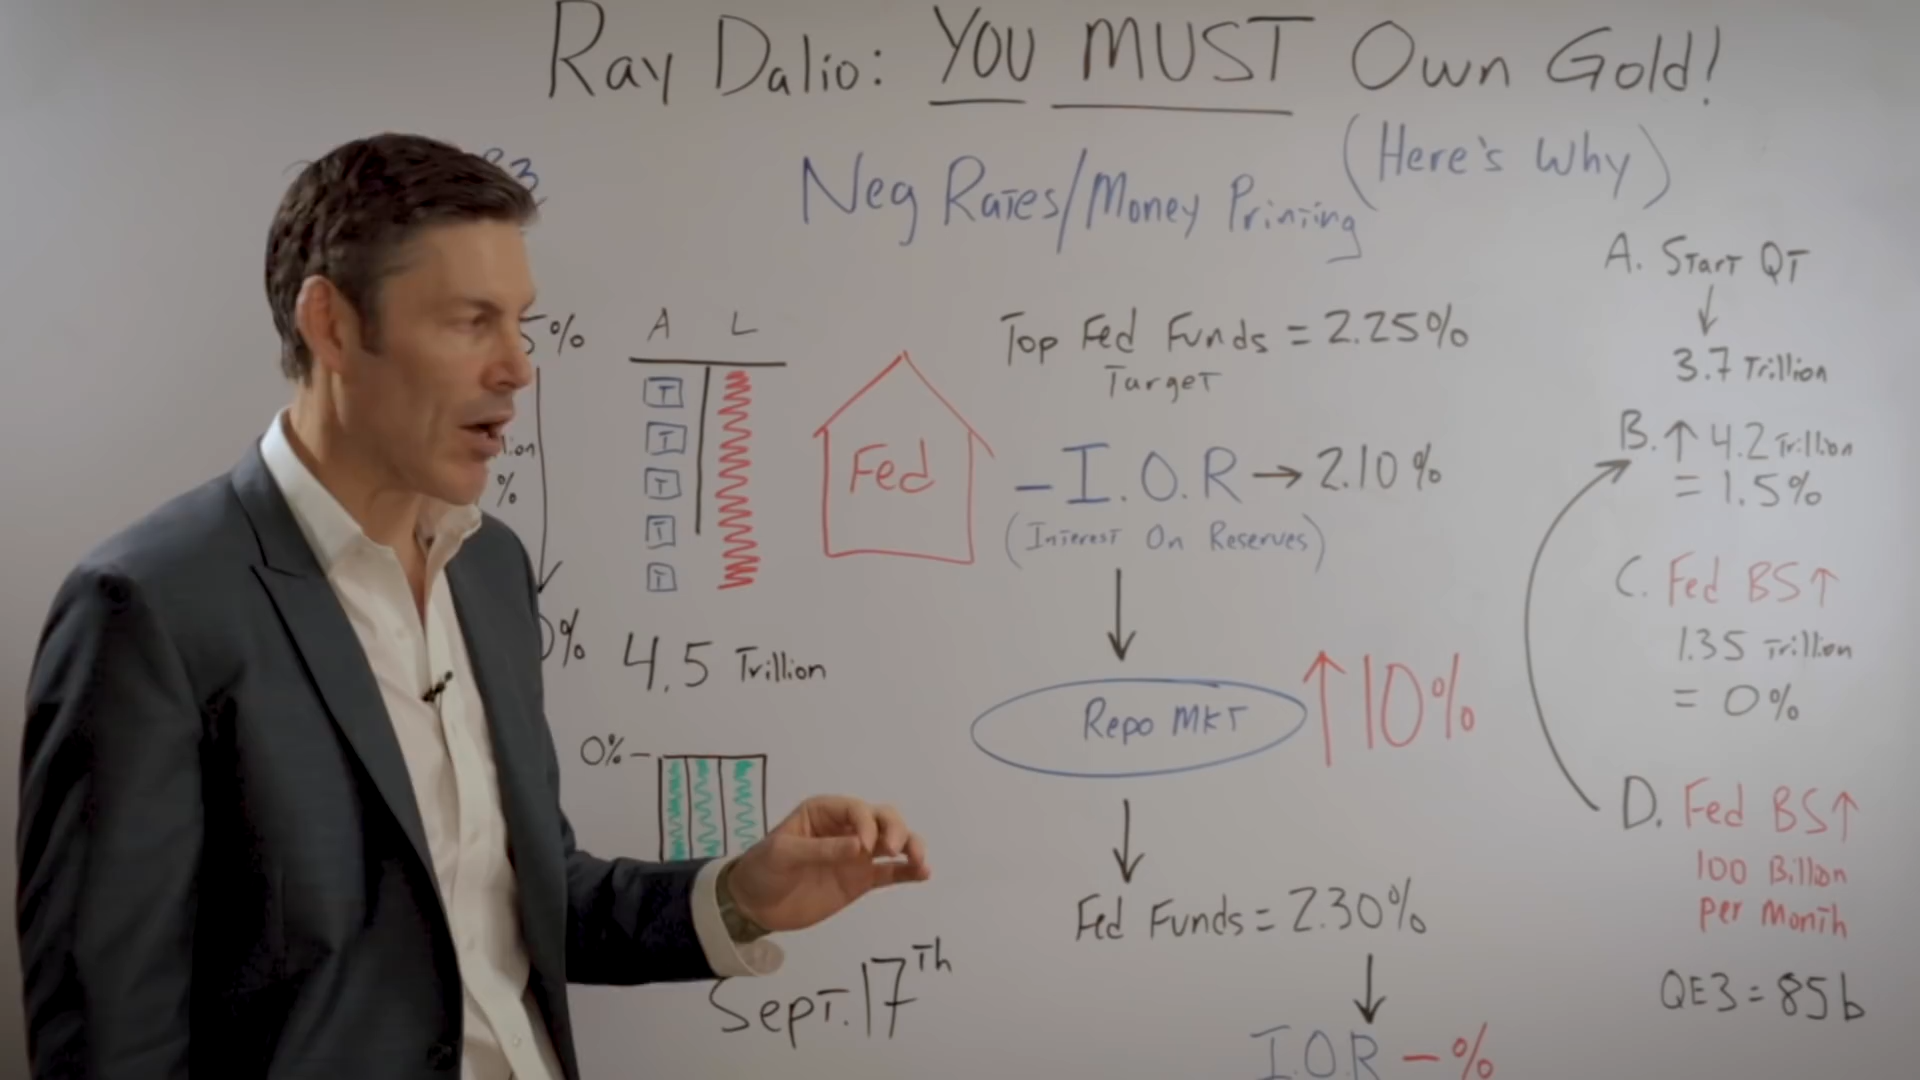 Ray Dalio: YOU MUST Own Gold!
(Here's Why)
Neg Rates/Money Printing
5%
A L
T
T
T
T
T
%
0%
4.5 Trillion
0%
Sept. 17th
Fed
Top Fed Funds = 2.25%
Target
- I.O.R → 2.10%
(Interest On Reserves)
↓
Repo MKT ↑10%
↓
Fed Funds = 2.30%
↓
I.O.R - %
A. Start QT
↓
3.7 Trillion
B. ↑ 4.2 Trillion
= 1.5%
C. Fed BS↑
1.35 Trillion
= 0%
D. Fed BS↑
100 Billion
per Month
QE3 = 85b